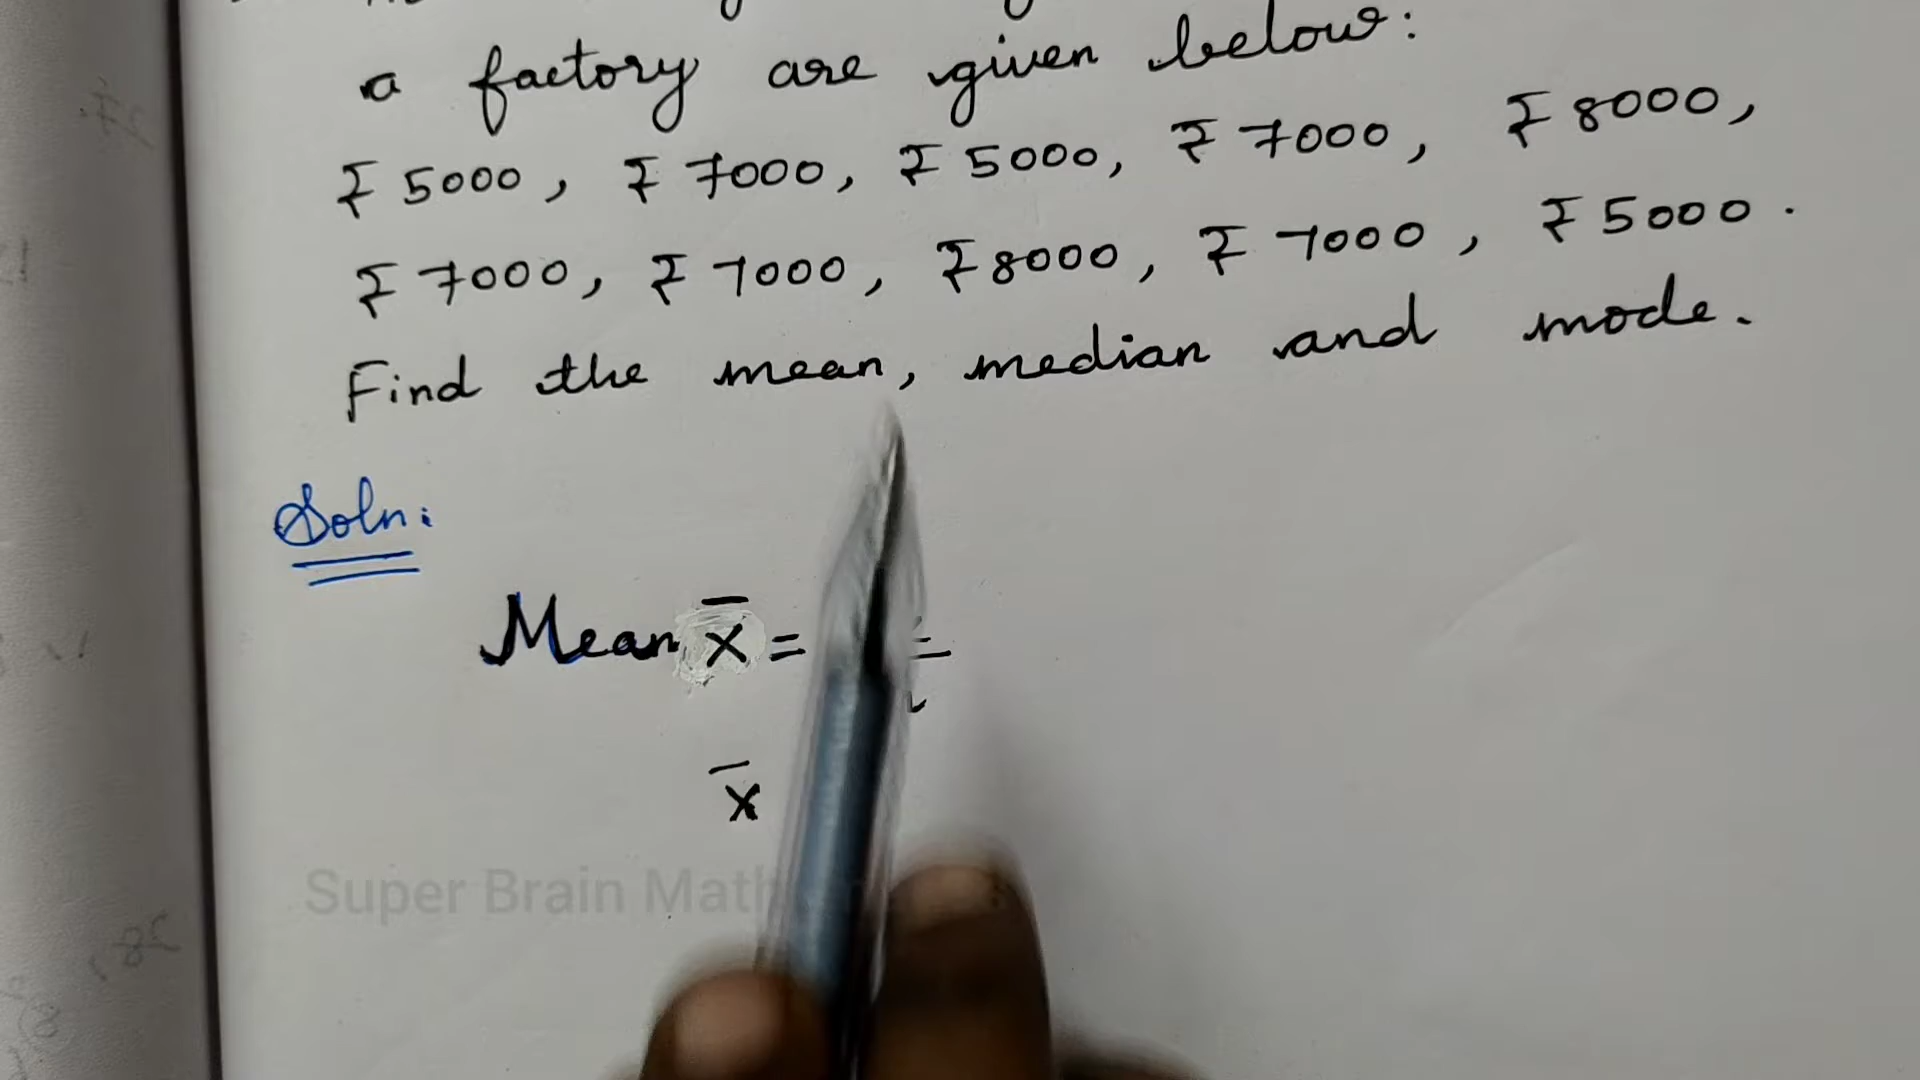 a factory are given below:
₹ 5000, ₹ 7000, ₹ 5000, ₹ 7000, ₹ 8000,
₹ 7000, ₹ 7000, ₹ 8000, ₹ 7000, ₹ 5000.
Find the mean, median and mode.
Soln:
Mean x̄ =
x̄
Super Brain Math